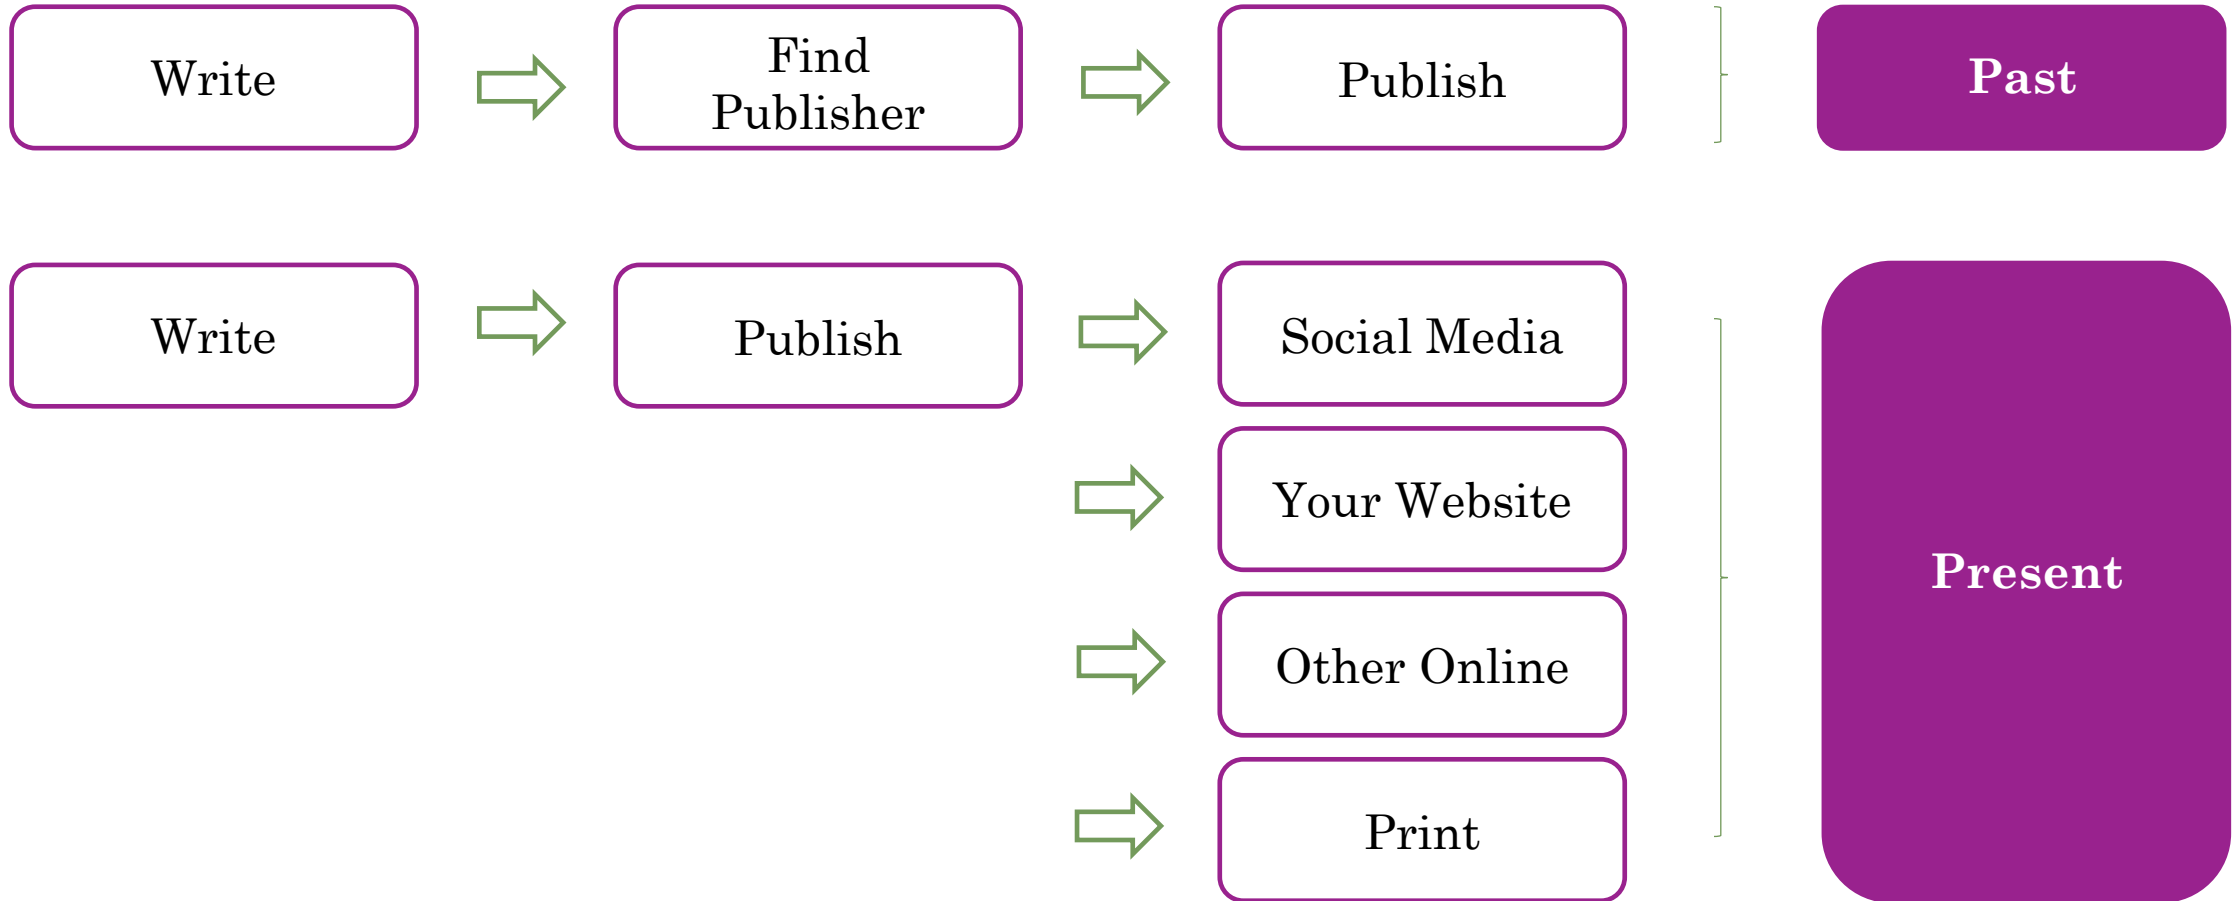 Write
Find
Publisher
Publish
Past
Write
Publish
Social Media
Your Website
Other Online
Print
Present